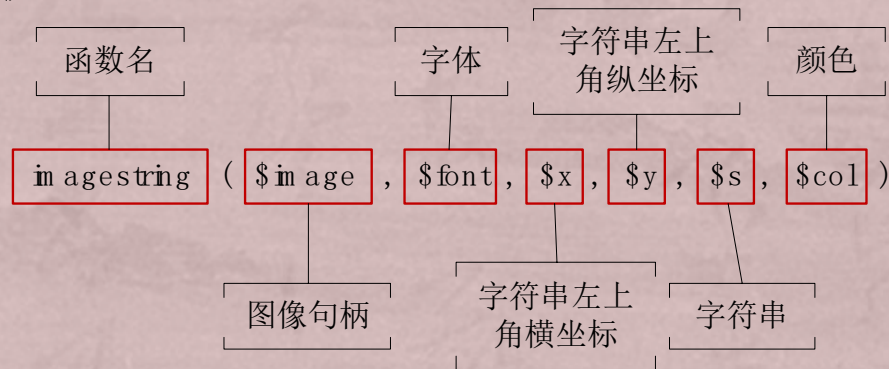 函数名
字体
字符串左上
角纵坐标
颜色
imagestring ( $image , $font, $x, $y, $s, $col )
图像句柄
字符串左上
角横坐标
字符串